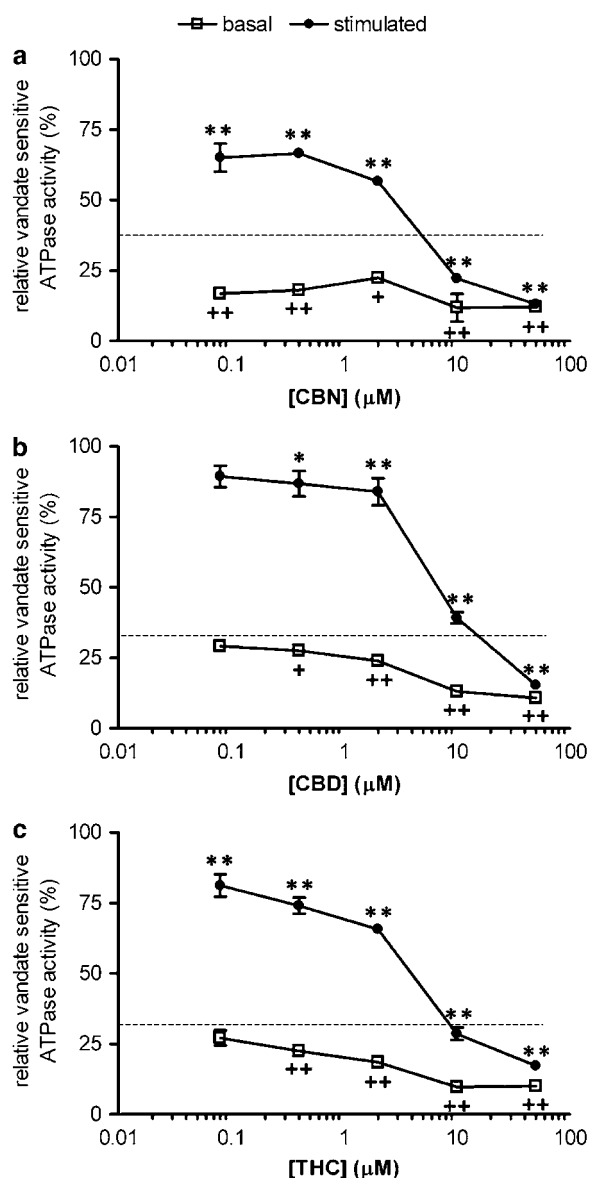 basal stimulated
a
100
75
50
25
0
relative vandate sensitive
ATPase activity (%)
** ** ** ** **
++ ++ + ++ ++
0.01 0.1 1 10 100
[CBN] (µM)
b
100
75
50
25
0
relative vandate sensitive
ATPase activity (%)
* ** ** **
+ ++ ++ ++
0.01 0.1 1 10 100
[CBD] (µM)
c
100
75
50
25
0
relative vandate sensitive
ATPase activity (%)
** ** ** ** **
++ ++ ++ ++
0.01 0.1 1 10 100
[THC] (µM)